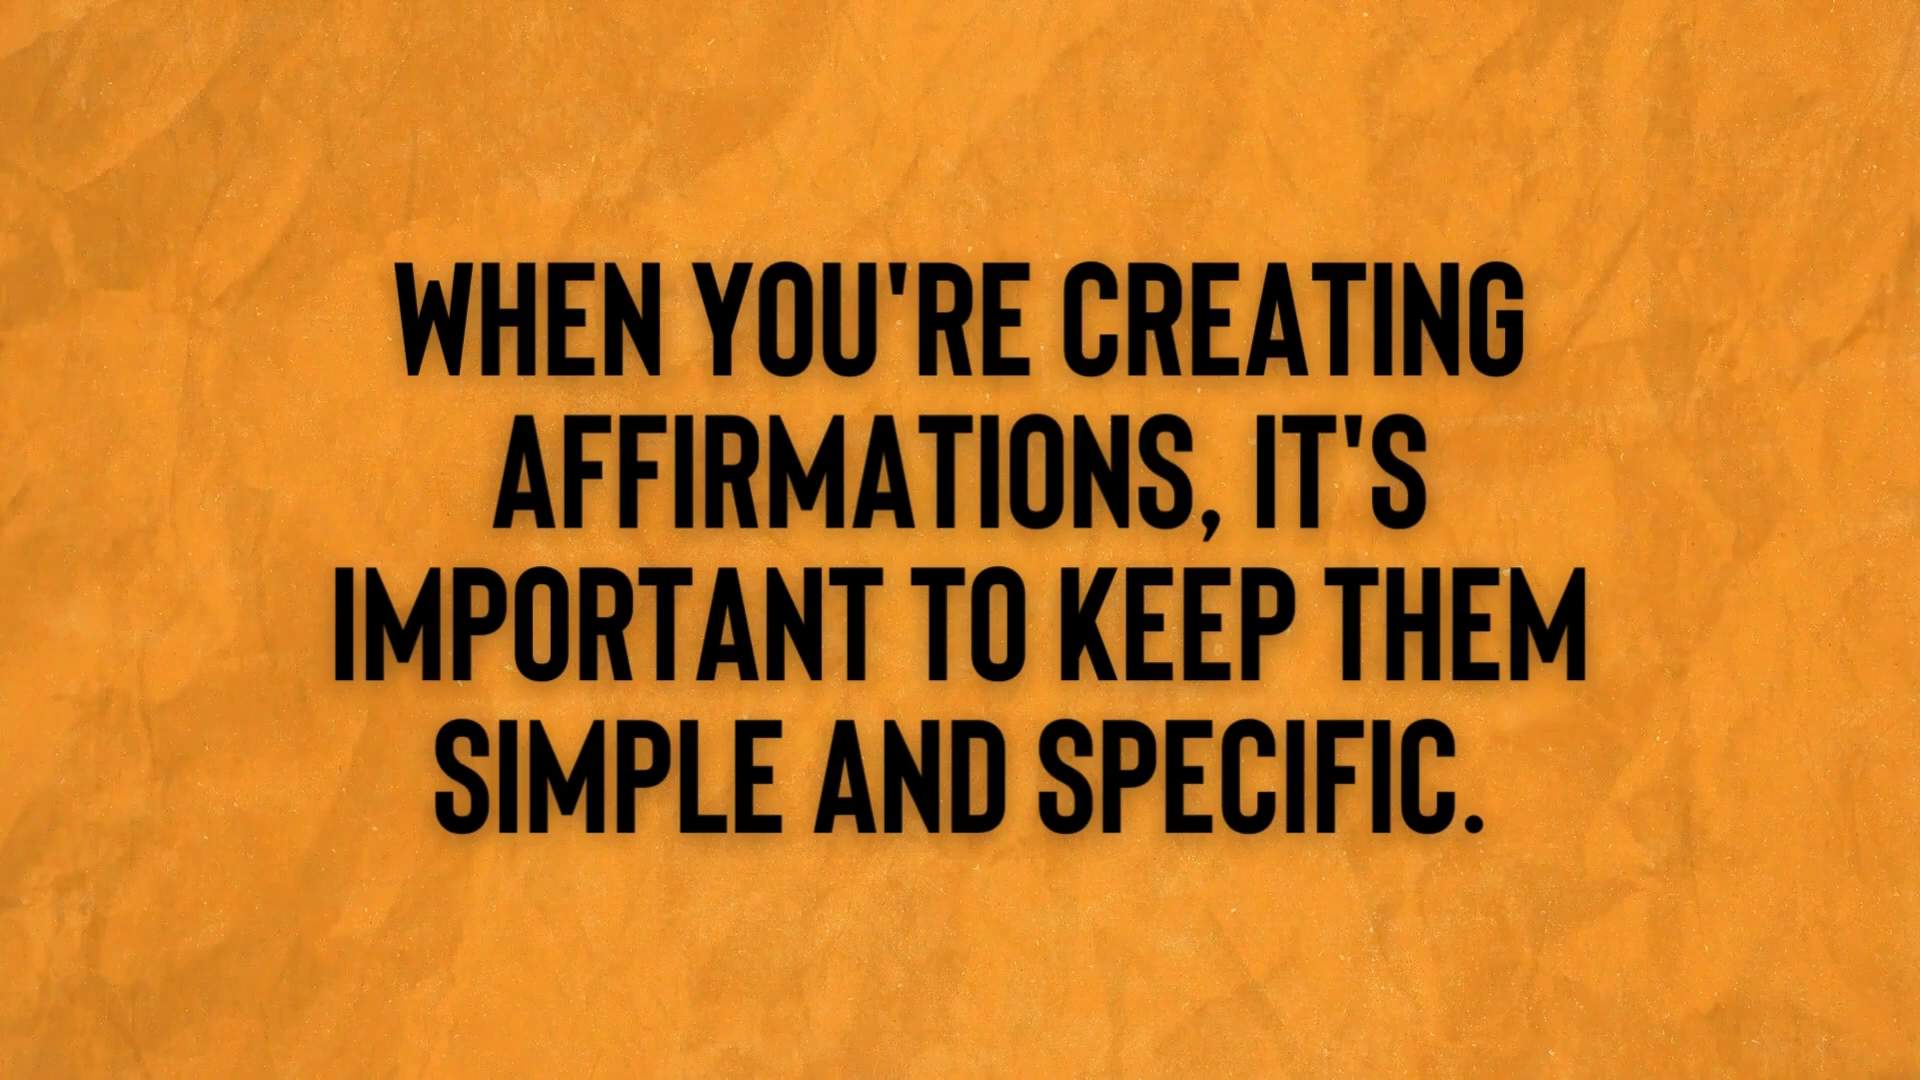 WHEN YOU'RE CREATING
AFFIRMATIONS, IT'S
IMPORTANT TO KEEP THEM
SIMPLE AND SPECIFIC.